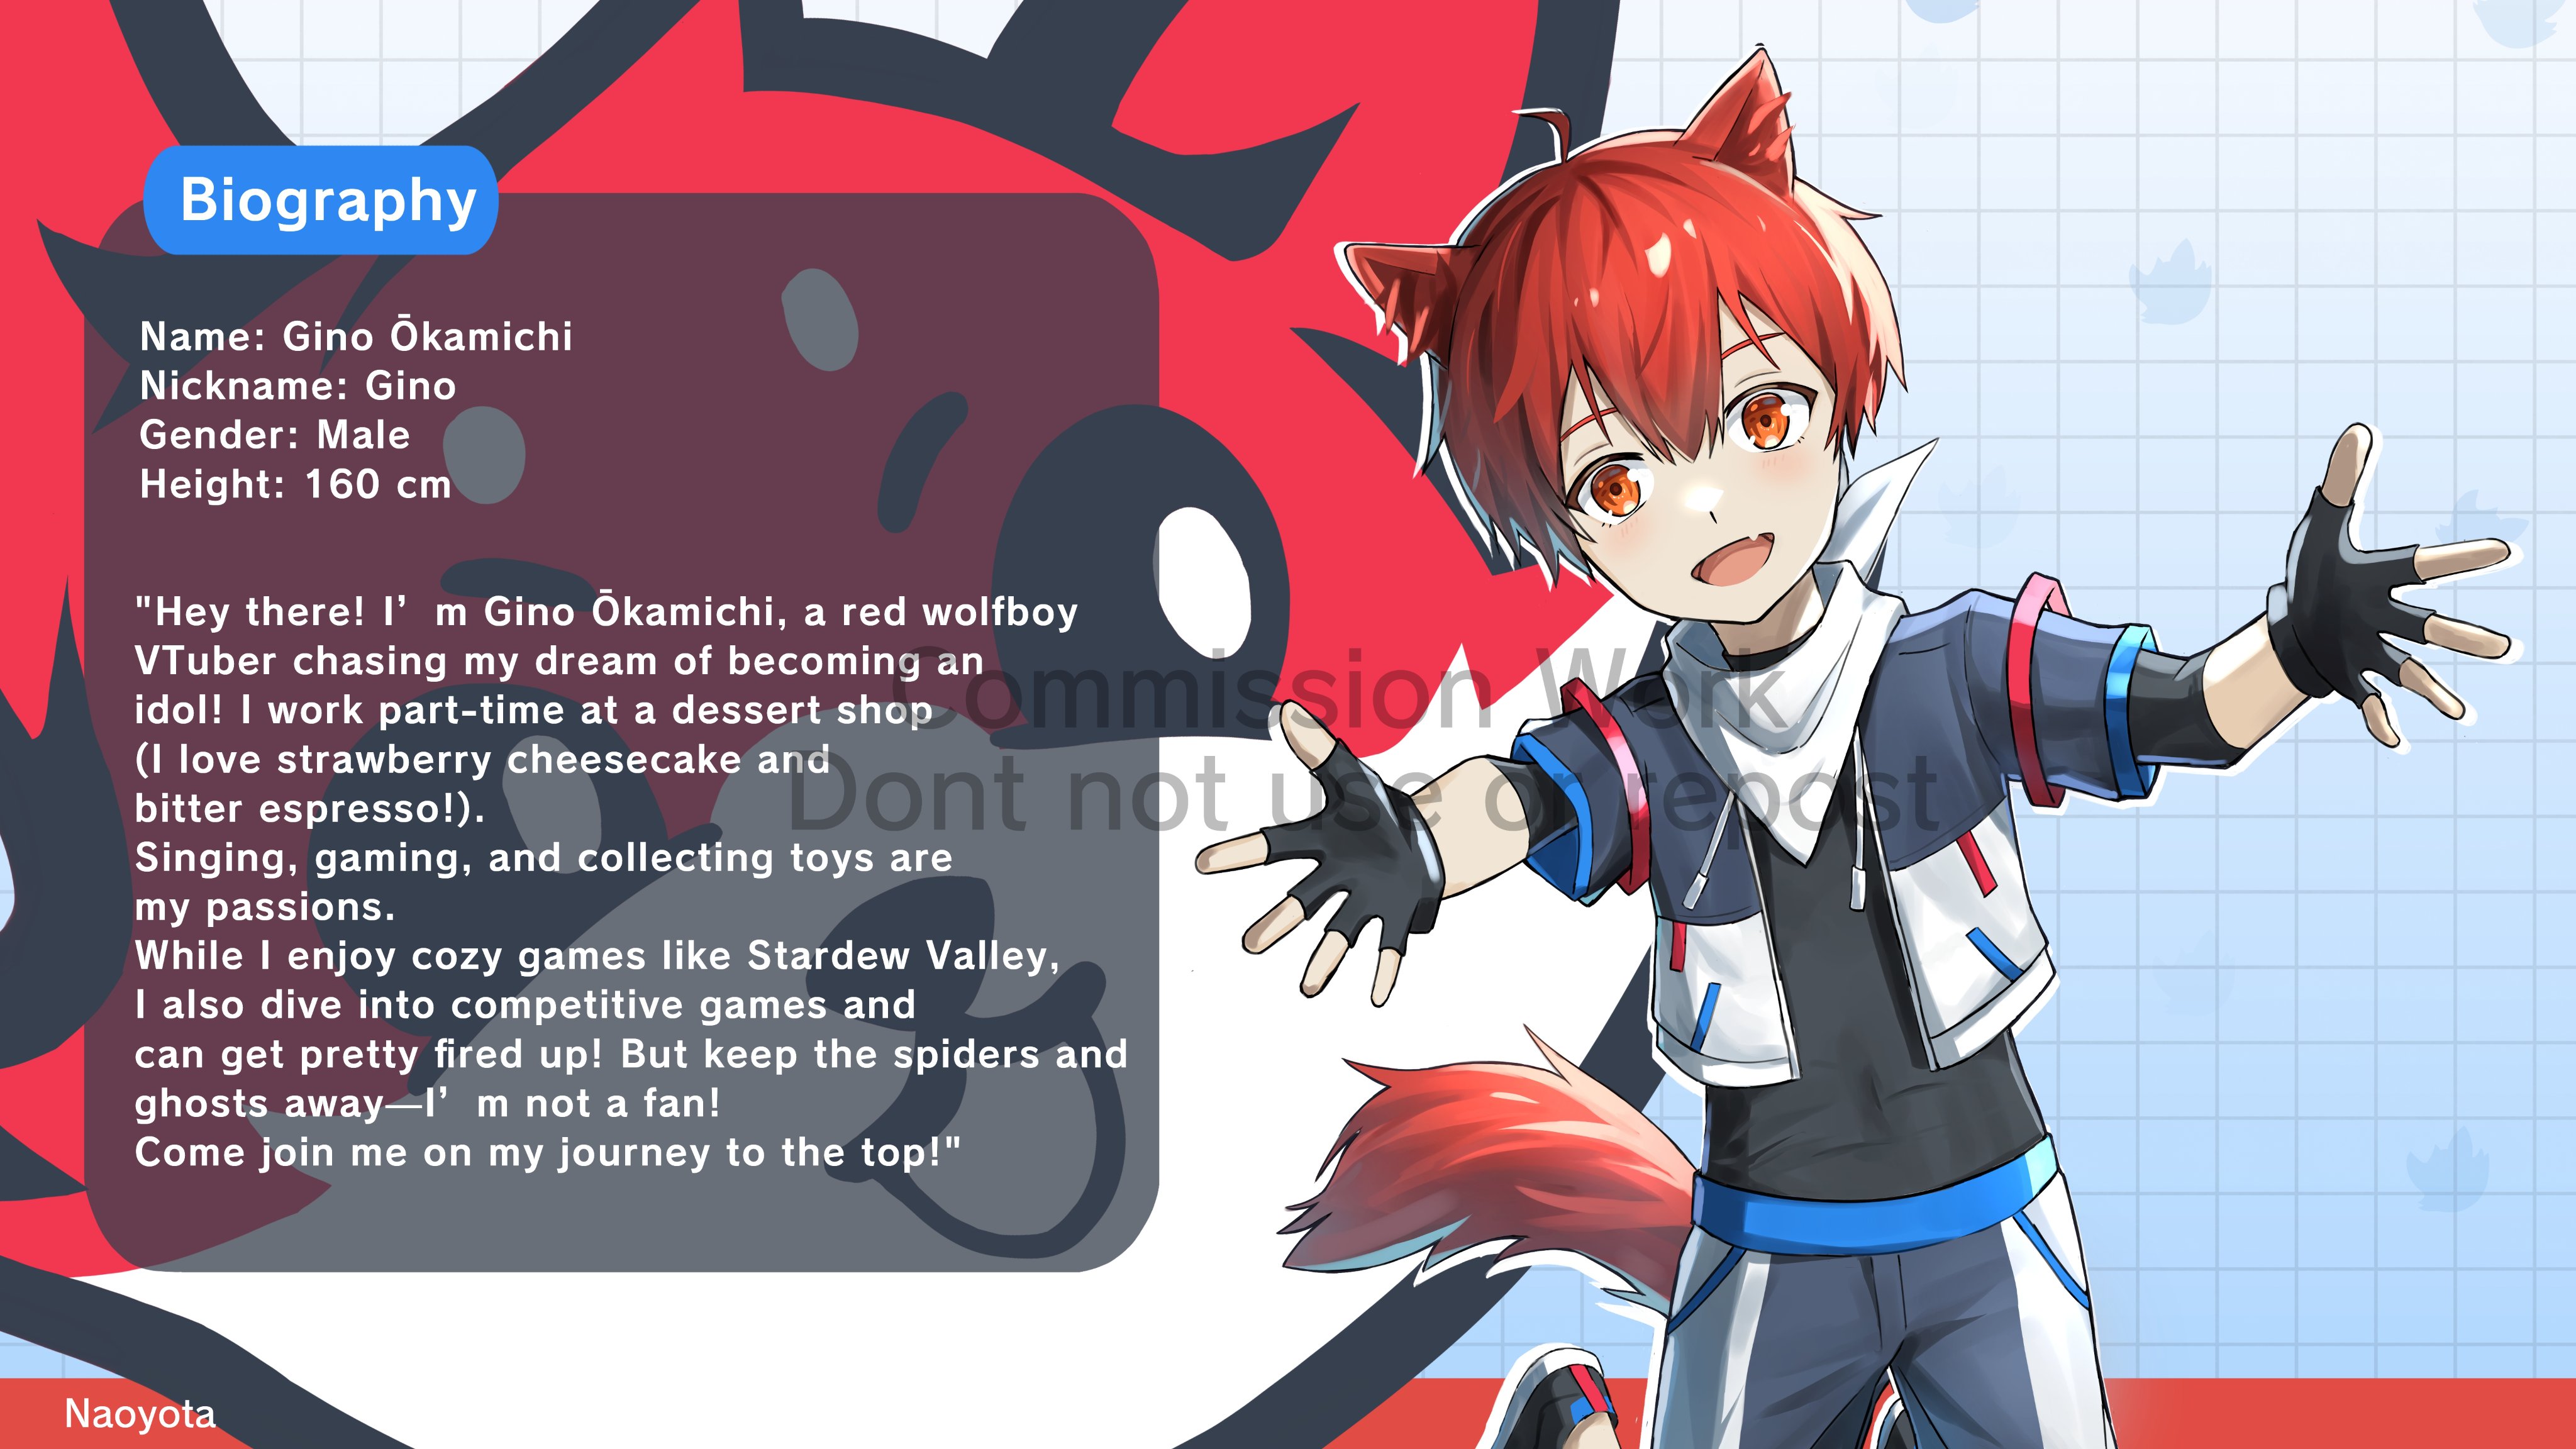 Biography
Name: Gino Ōkamichi
Nickname: Gino
Gender: Male
Height: 160 cm
"Hey there! I’m Gino Ōkamichi, a red wolfboy
VTuber chasing my dream of becoming an
idol! I work part-time at a dessert shop
(I love strawberry cheesecake and
bitter espresso!).
Singing, gaming, and collecting toys are
my passions.
While I enjoy cozy games like Stardew Valley,
I also dive into competitive games and
can get pretty fired up! But keep the spiders and
ghosts away—I’m not a fan!
Come join me on my journey to the top!"
Commission Work
Dont not use or repost
Naoyota